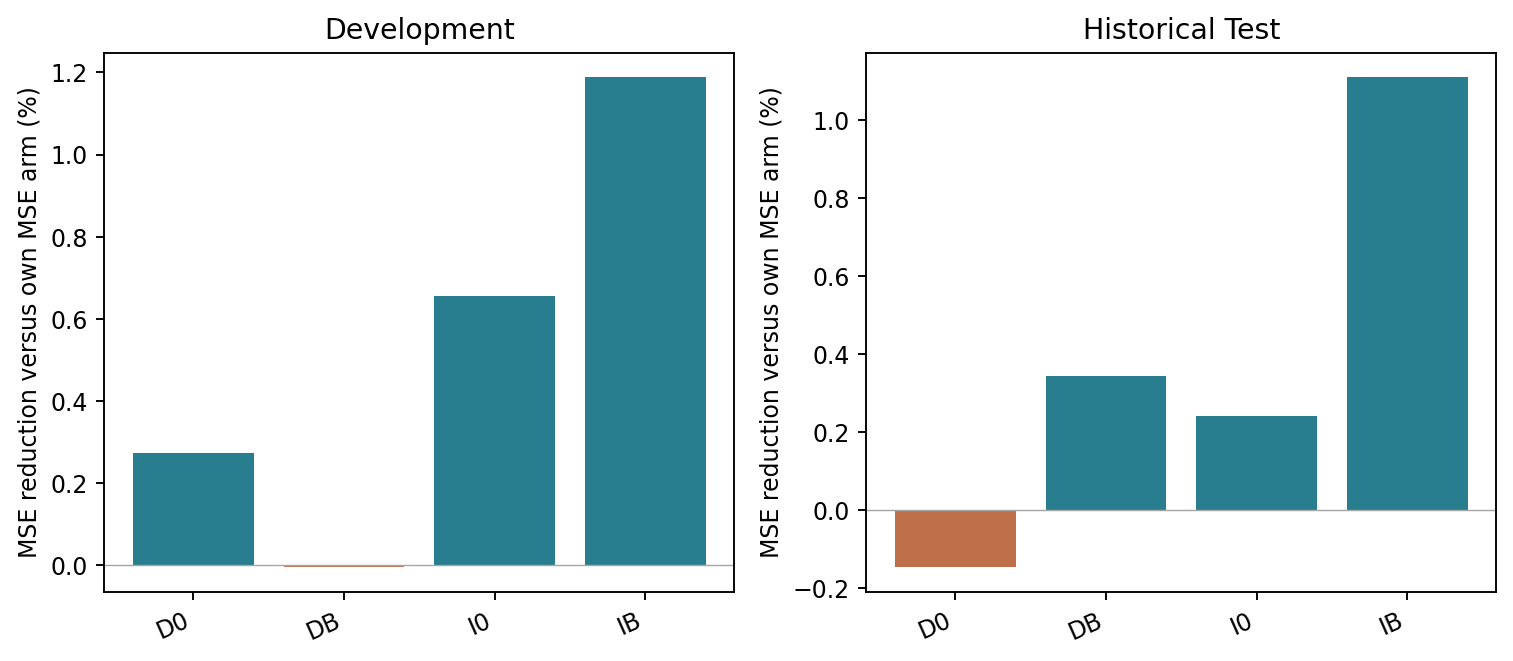 Development
MSE reduction versus own MSE arm (%)
1.2
1.0
0.8
0.6
0.4
0.2
0.0
D0
DB
I0
IB
Historical Test
MSE reduction versus own MSE arm (%)
1.0
0.8
0.6
0.4
0.2
0.0
−0.2
D0
DB
I0
IB